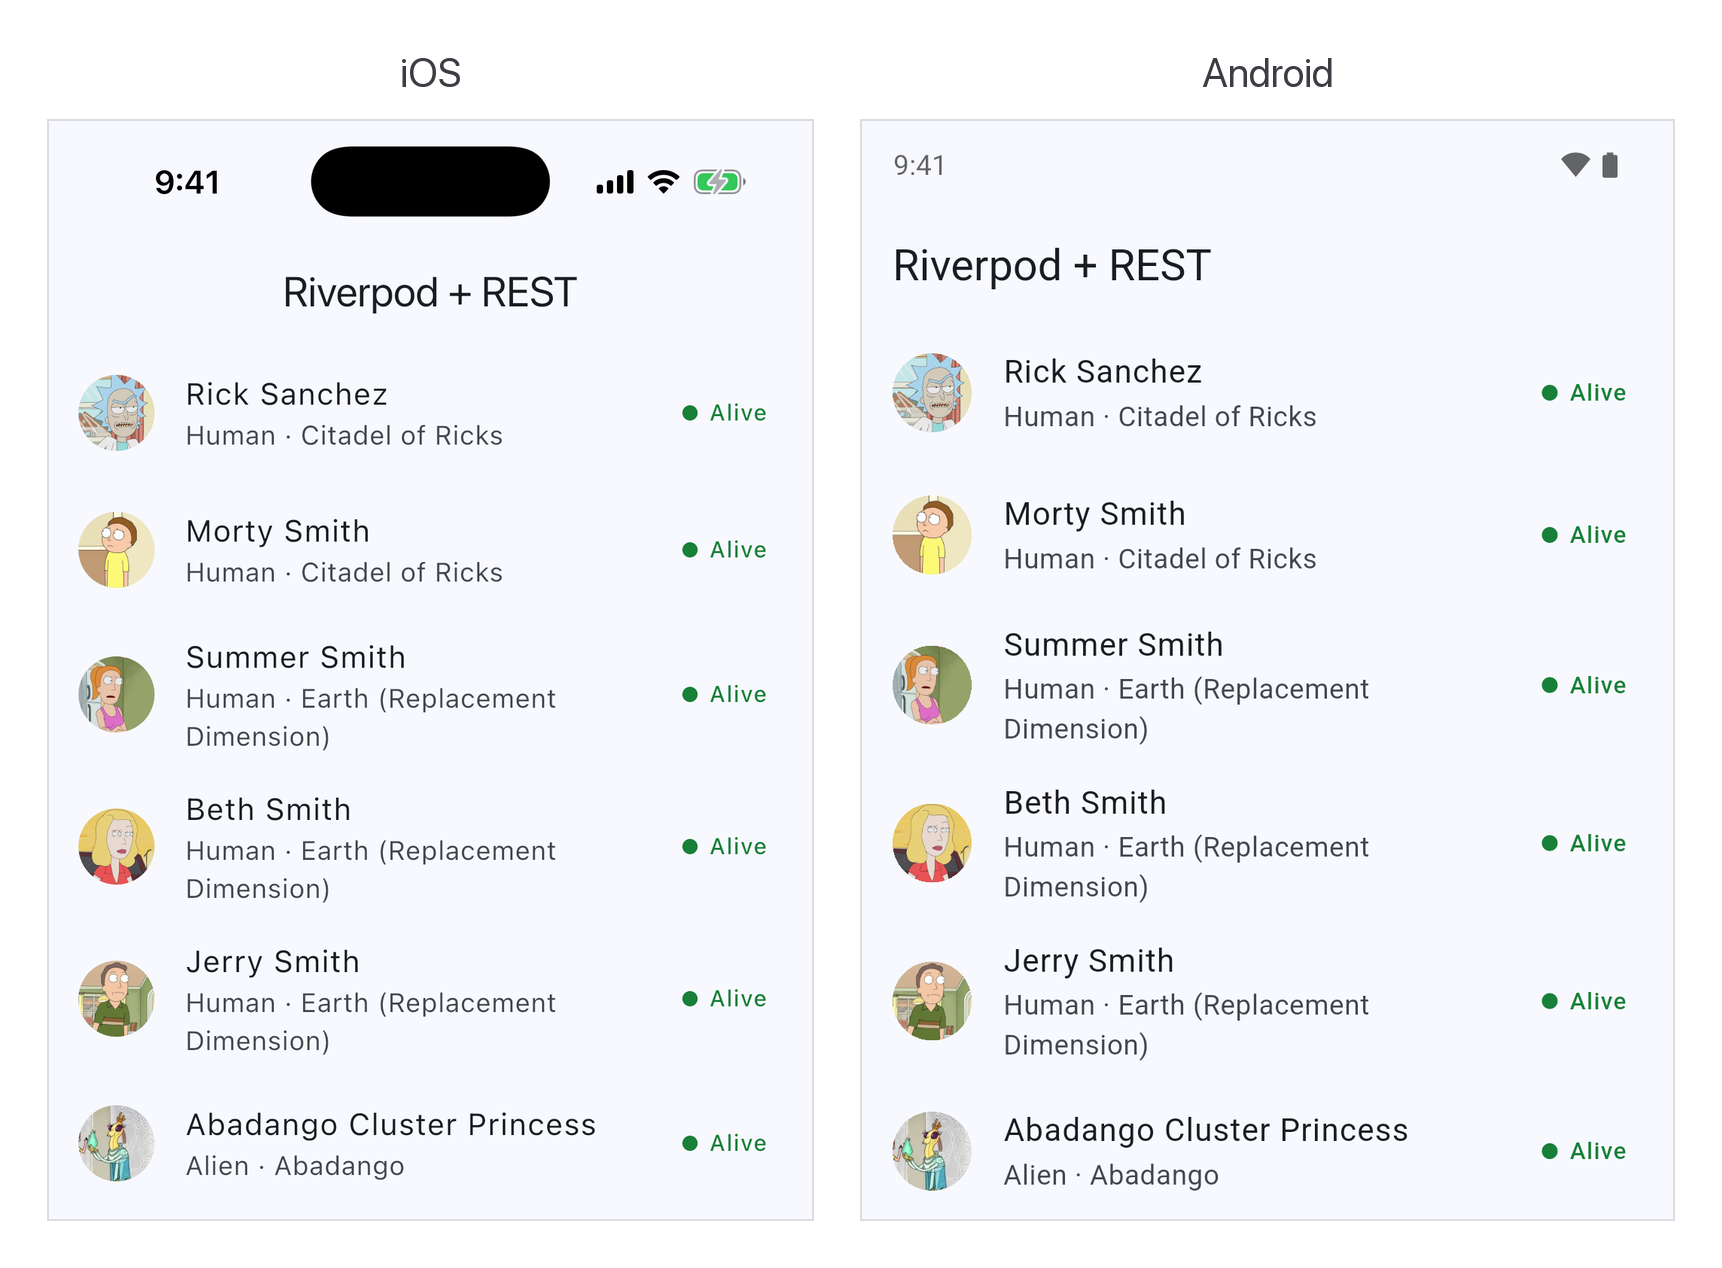 iOS
9:41
Riverpod + REST
Rick Sanchez
Human · Citadel of Ricks
Alive
Morty Smith
Human · Citadel of Ricks
Alive
Summer Smith
Human · Earth (Replacement
Dimension)
Alive
Beth Smith
Human · Earth (Replacement
Dimension)
Alive
Jerry Smith
Human · Earth (Replacement
Dimension)
Alive
Abadango Cluster Princess
Alien · Abadango
Alive
Android
9:41
Riverpod + REST
Rick Sanchez
Human · Citadel of Ricks
Alive
Morty Smith
Human · Citadel of Ricks
Alive
Summer Smith
Human · Earth (Replacement
Dimension)
Alive
Beth Smith
Human · Earth (Replacement
Dimension)
Alive
Jerry Smith
Human · Earth (Replacement
Dimension)
Alive
Abadango Cluster Princess
Alien · Abadango
Alive